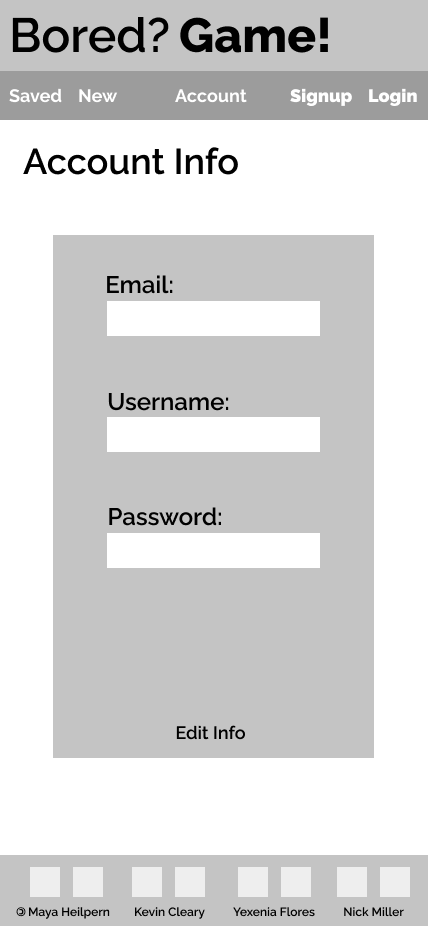 Bored? Game!
Saved New Account Signup Login
Account Info
Email:
Username:
Password:
Edit Info
Maya Heilpern Kevin Cleary Yexenia Flores Nick Miller